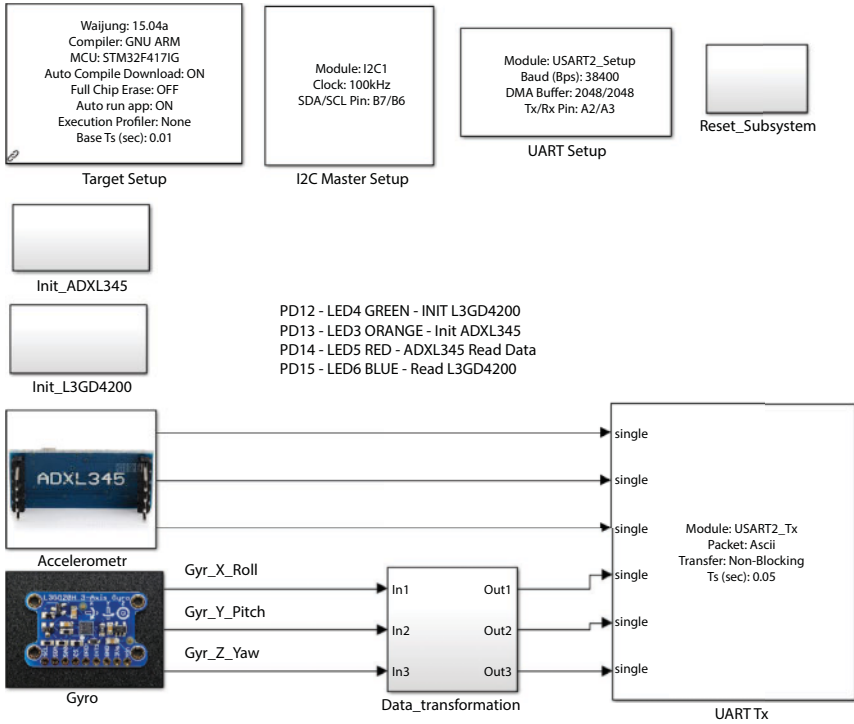 Waijung: 15.04a
Compiler: GNU ARM
MCU: STM32F417IG
Auto Compile Download: ON
Full Chip Erase: OFF
Auto run app: ON
Execution Profiler: None
Base Ts (sec): 0.01
Target Setup
Module: I2C1
Clock: 100kHz
SDA/SCL Pin: B7/B6
I2C Master Setup
Module: USART2_Setup
Baud (Bps): 38400
DMA Buffer: 2048/2048
Tx/Rx Pin: A2/A3
UART Setup
Reset_Subsystem
Init_ADXL345
Init_L3GD4200
PD12 - LED4 GREEN - INIT L3GD4200
PD13 - LED3 ORANGE - Init ADXL345
PD14 - LED5 RED - ADXL345 Read Data
PD15 - LED6 BLUE - Read L3GD4200
ADXL345
Accelerometr
L3GD20H 3-Axis Gyro
Gyro
Gyr_X_Roll
Gyr_Y_Pitch
Gyr_Z_Yaw
In1
Out1
In2
Out2
In3
Out3
Data_transformation
single
single
single
single
single
single
Module: USART2_Tx
Packet: Ascii
Transfer: Non-Blocking
Ts (sec): 0.05
UART Tx